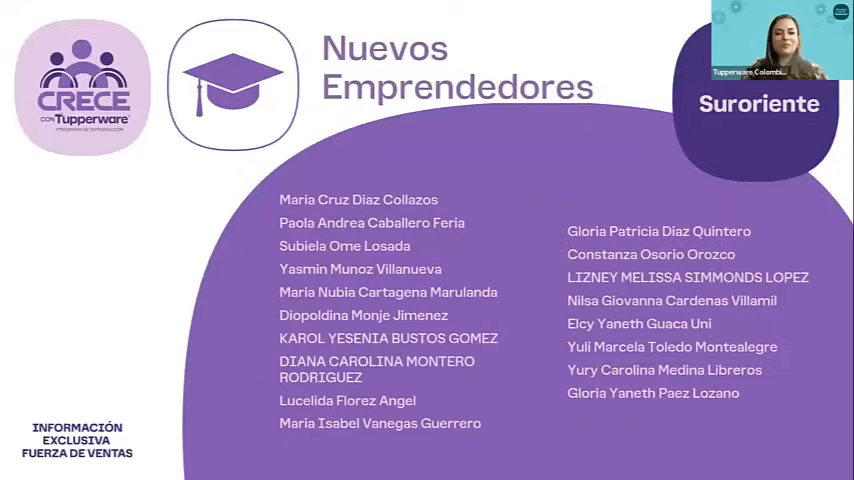 CRECE
CON Tupperware
PROGRAMA DE INTEGRACIÓN
Nuevos
Emprendedores
Tupperware Colombi...
Suroriente
Maria Cruz Diaz Collazos
Paola Andrea Caballero Feria
Subiela Ome Losada
Yasmin Munoz Villanueva
Maria Nubia Cartagena Marulanda
Diopoldina Monje Jimenez
KAROL YESENIA BUSTOS GOMEZ
DIANA CAROLINA MONTERO
RODRIGUEZ
Lucelida Florez Angel
Maria Isabel Vanegas Guerrero
Gloria Patricia Diaz Quintero
Constanza Osorio Orozco
LIZNEY MELISSA SIMMONDS LOPEZ
Nilsa Giovanna Cardenas Villamil
Elcy Yaneth Guaca Uni
Yuli Marcela Toledo Montealegre
Yury Carolina Medina Libreros
Gloria Yaneth Paez Lozano
INFORMACIÓN
EXCLUSIVA
FUERZA DE VENTAS